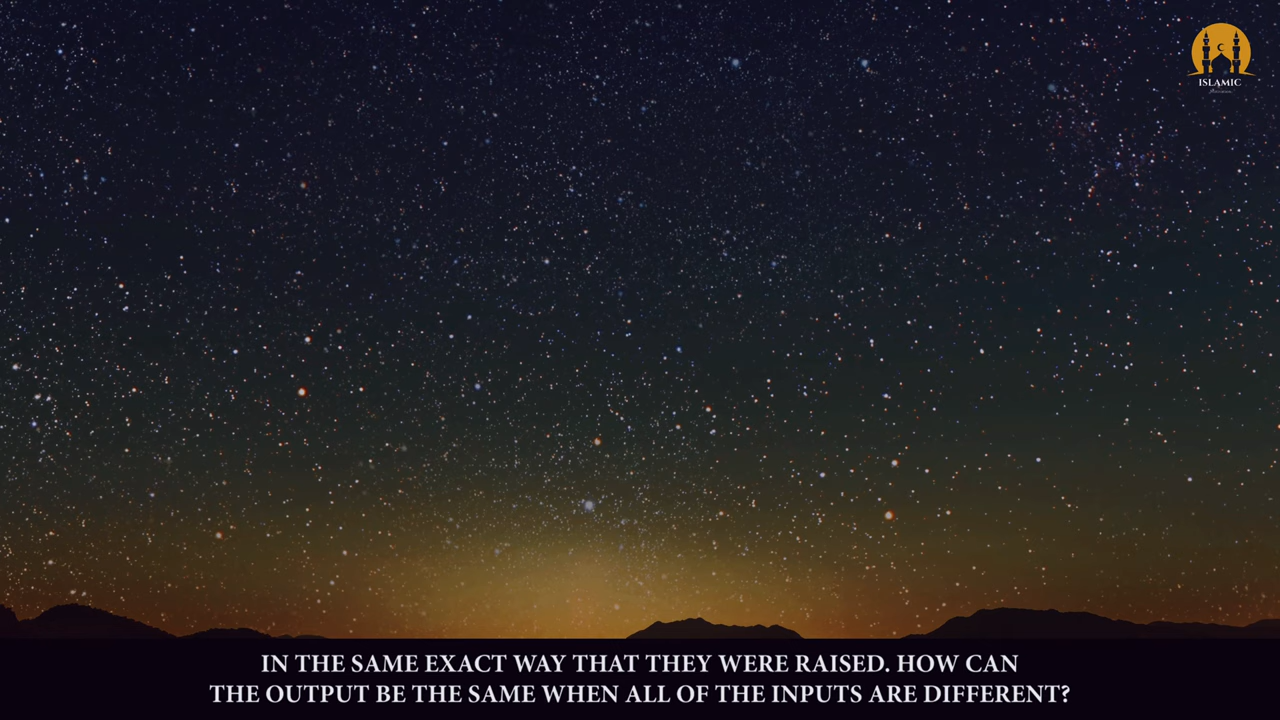 ISLAMIC
IN THE SAME EXACT WAY THAT THEY WERE RAISED. HOW CAN
THE OUTPUT BE THE SAME WHEN ALL OF THE INPUTS ARE DIFFERENT?